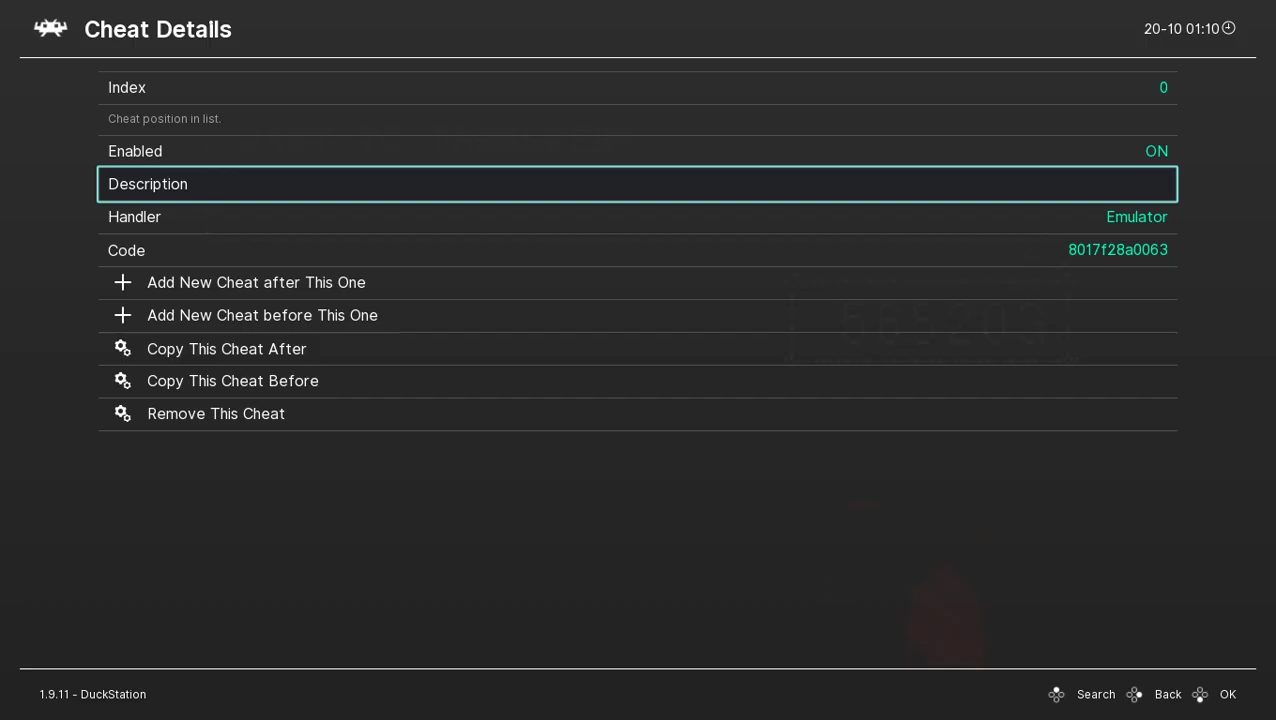 Cheat Details
20-10 01:10
Index 0
Cheat position in list.
Enabled ON
Description
Handler Emulator
Code 8017f28a0063
Add New Cheat after This One
Add New Cheat before This One
Copy This Cheat After
Copy This Cheat Before
Remove This Cheat
1.9.11 - DuckStation
Search Back OK